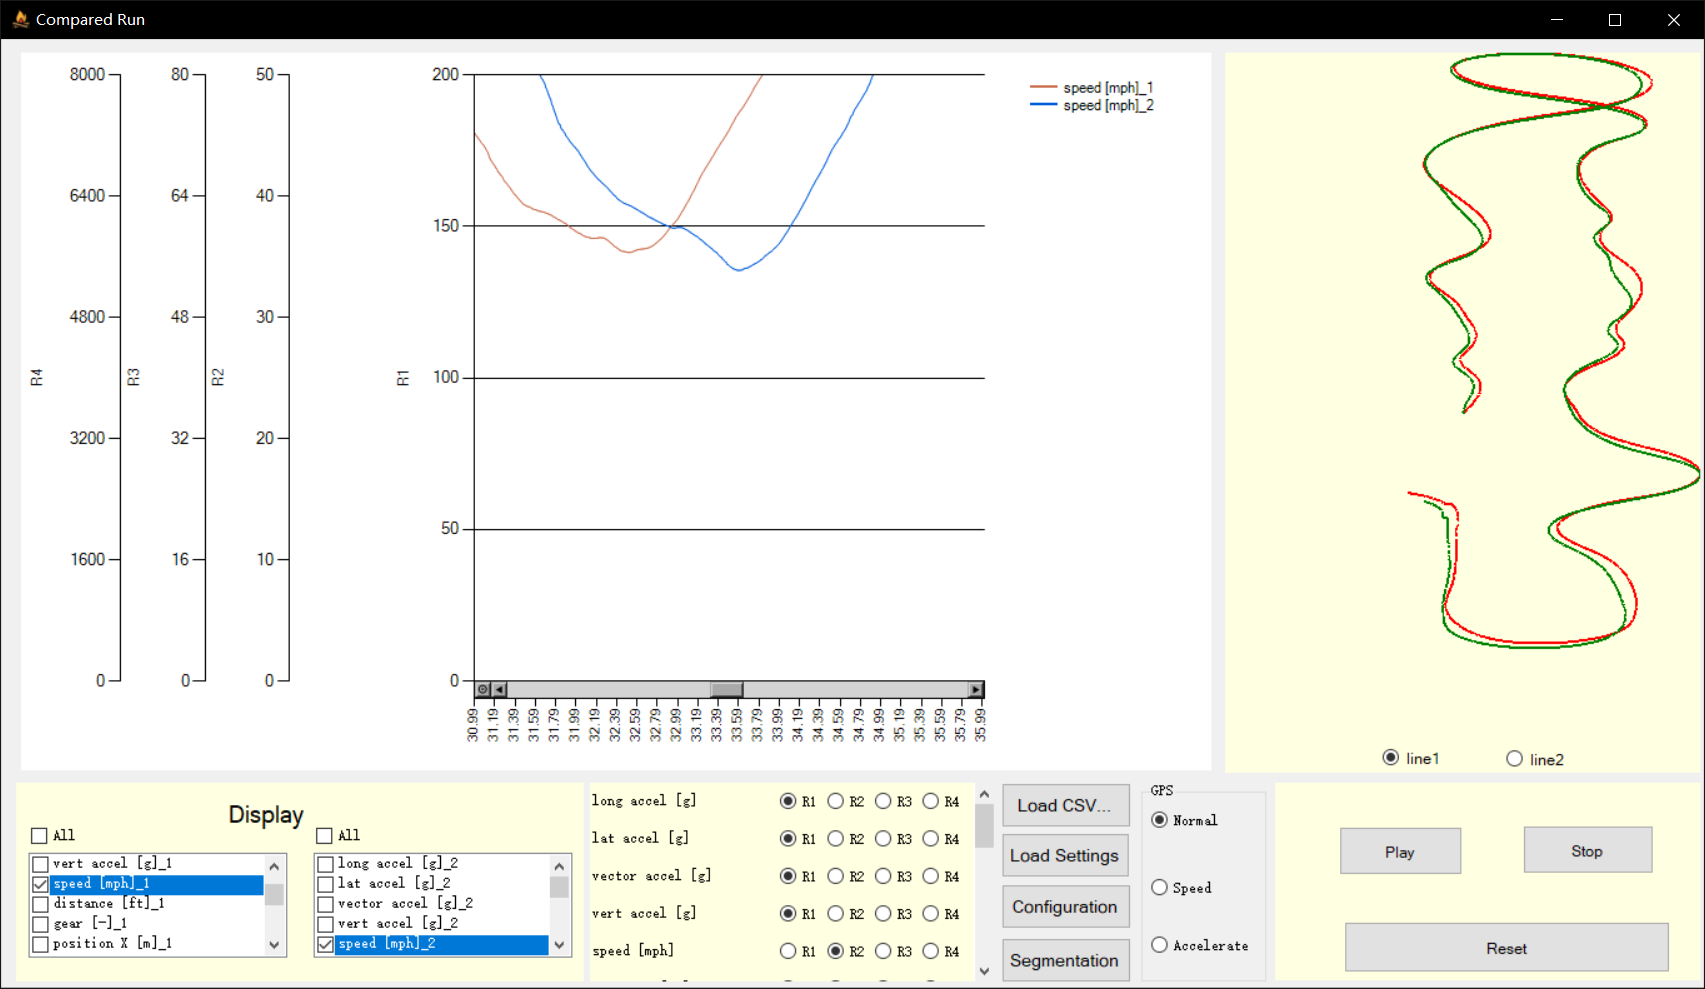 Compared Run
8000 80 50 200
6400 64 40 150
4800 48 30
R4 R3 R2 R1 100
3200 32 20
50
1600 16 10
0 0 0 0
speed [mph]_1
speed [mph]_2
30.99 31.19 31.39 31.59 31.79 31.99 32.19 32.39 32.59 32.79 32.99 33.19 33.39 33.59 33.79 33.99 34.19 34.39 34.59 34.79 34.99 35.19 35.39 35.59 35.79 35.99
line1 line2
Display
All All
vert accel [g]_1
speed [mph]_1
distance [ft]_1
gear [-]_1
position X [m]_1
long accel [g]_2
lat accel [g]_2
vector accel [g]_2
vert accel [g]_2
speed [mph]_2
long accel [g] R1 R2 R3 R4
lat accel [g] R1 R2 R3 R4
vector accel [g] R1 R2 R3 R4
vert accel [g] R1 R2 R3 R4
speed [mph] R1 R2 R3 R4
Load CSV...
Load Settings
Configuration
Segmentation
GPS
Normal
Speed
Accelerate
Play Stop
Reset